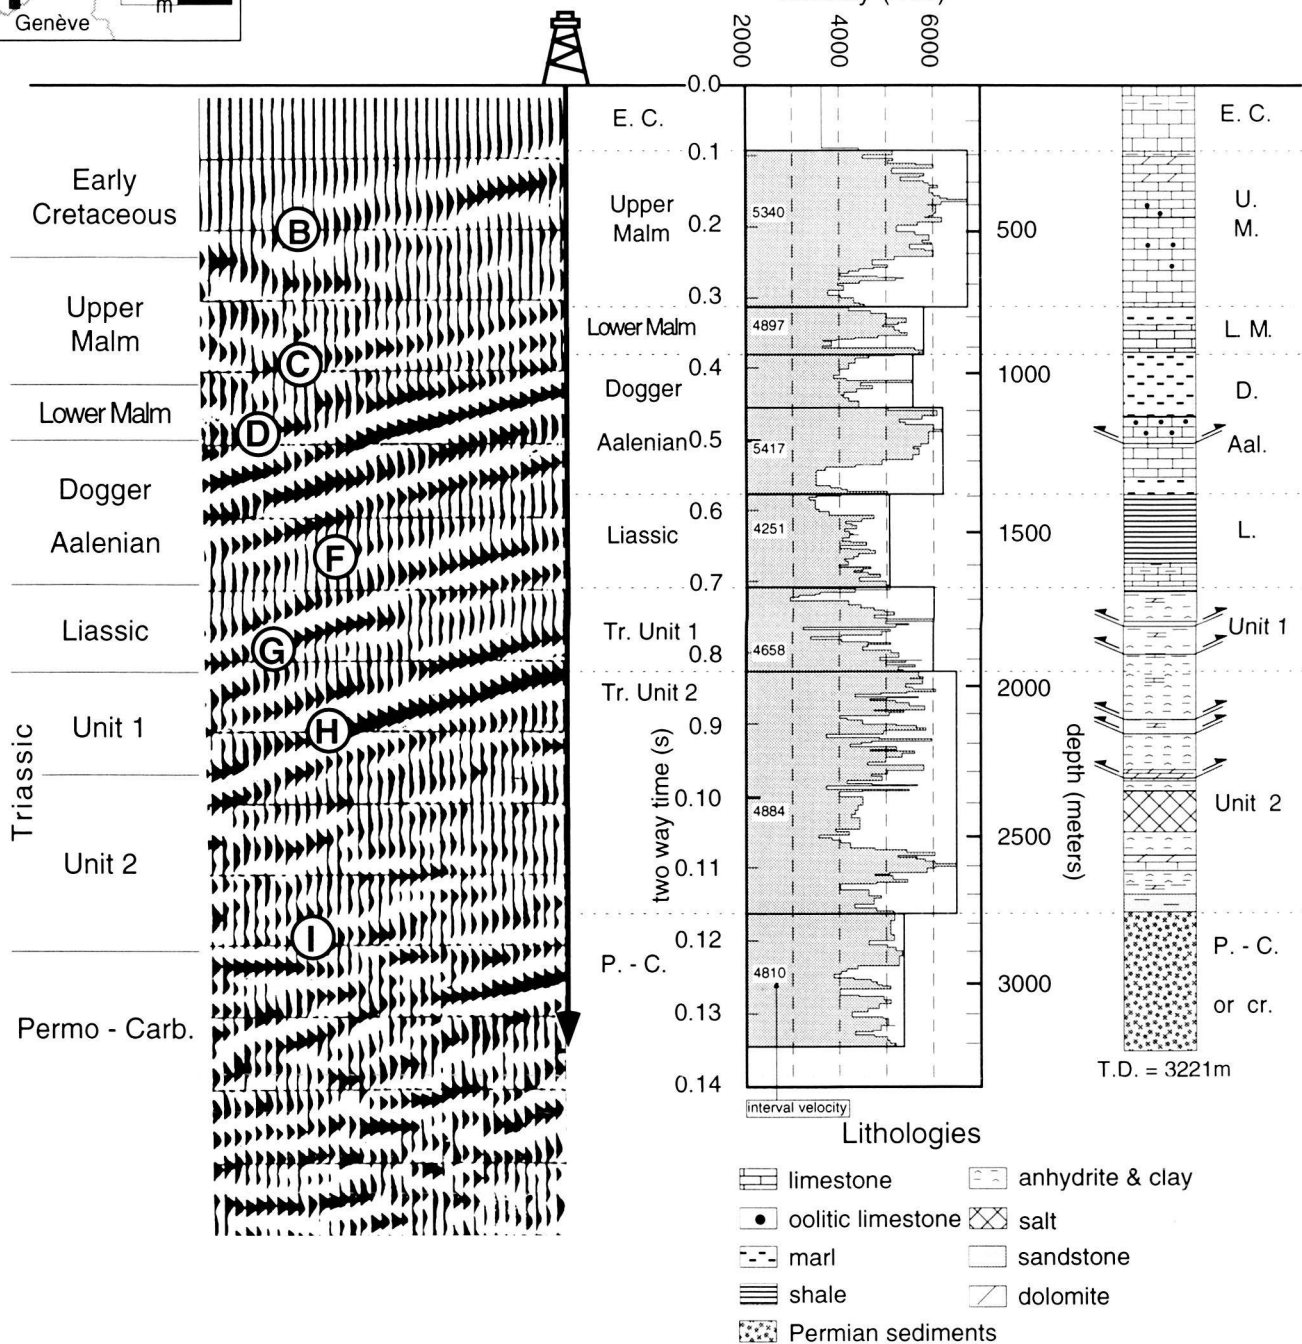 Genève
m
2000
4000
6000
0.0
E. C.
E. C.
0.1
Early
Cretaceous
B
Upper
Malm
0.2
5340
500
U.
M.
Upper
Malm
0.3
C
Lower Malm
4897
L. M.
Lower Malm
D
0.4
1000
Dogger
D.
Dogger
Aalenian
Aalenian
0.5
5417
Aal.
F
0.6
Liassic
4251
1500
L.
Liassic
G
0.7
Tr. Unit 1
0.8
4658
Unit 1
Triassic
Unit 1
H
Tr. Unit 2
2000
0.9
two way time (s)
depth (meters)
0.10
4884
Unit 2
Unit 2
2500
0.11
I
0.12
P. - C.
4810
P. - C.
3000
or cr.
Permo - Carb.
0.13
T.D. = 3221m
0.14
interval velocity
Lithologies
limestone
anhydrite & clay
oolitic limestone
salt
marl
sandstone
shale
dolomite
Permian sediments